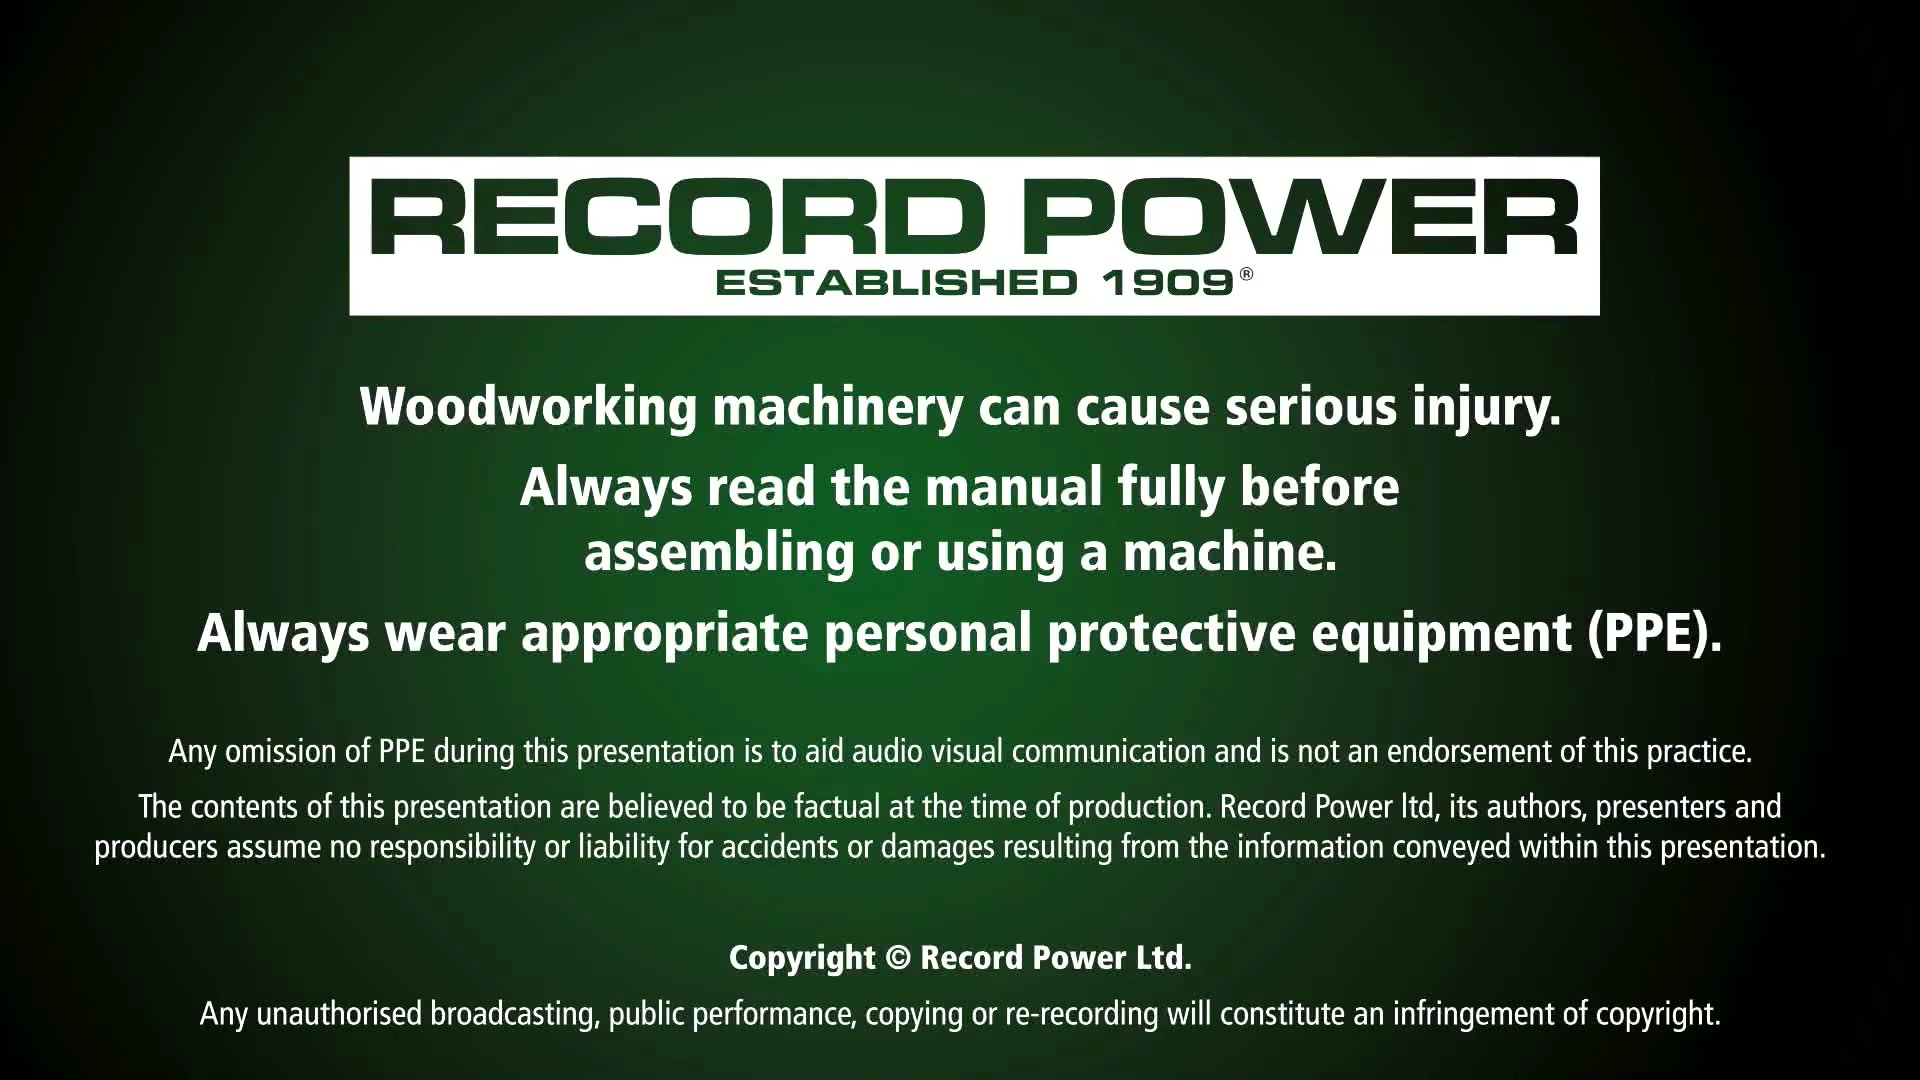 RECORD POWER
ESTABLISHED 1909®
Woodworking machinery can cause serious injury.
Always read the manual fully before
assembling or using a machine.
Always wear appropriate personal protective equipment (PPE).
Any omission of PPE during this presentation is to aid audio visual communication and is not an endorsement of this practice.
The contents of this presentation are believed to be factual at the time of production. Record Power ltd, its authors, presenters and
producers assume no responsibility or liability for accidents or damages resulting from the information conveyed within this presentation.
Copyright © Record Power Ltd.
Any unauthorised broadcasting, public performance, copying or re-recording will constitute an infringement of copyright.